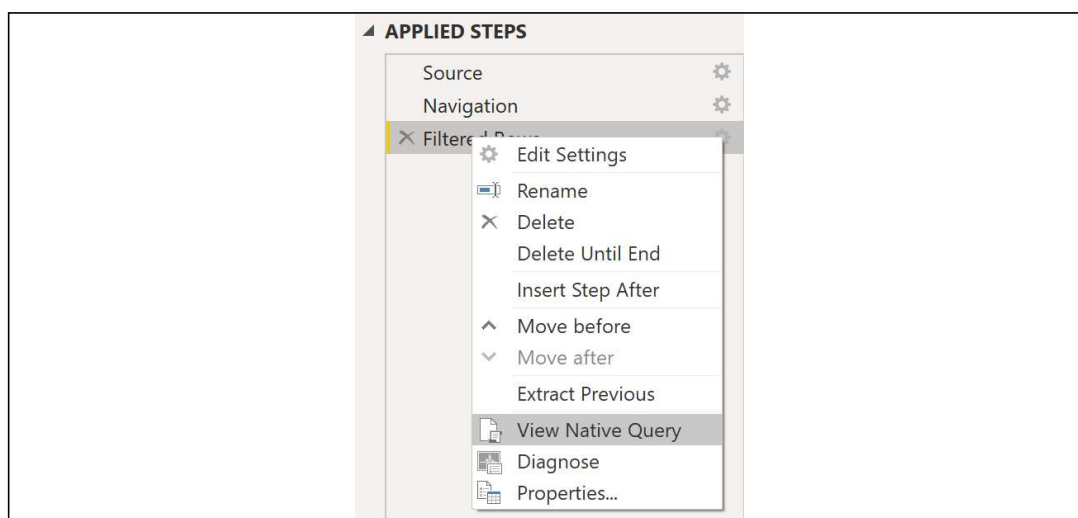 APPLIED STEPS
Source
Navigation
Filtered Rows
Edit Settings
Rename
Delete
Delete Until End
Insert Step After
Move before
Move after
Extract Previous
View Native Query
Diagnose
Properties...